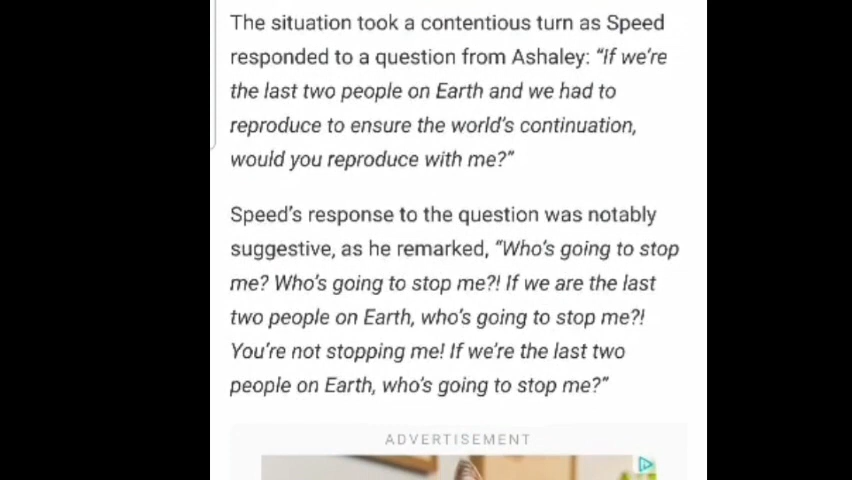 The situation took a contentious turn as Speed
responded to a question from Ashaley: “If we’re
the last two people on Earth and we had to
reproduce to ensure the world’s continuation,
would you reproduce with me?”
Speed’s response to the question was notably
suggestive, as he remarked, “Who’s going to stop
me? Who’s going to stop me?! If we are the last
two people on Earth, who’s going to stop me?!
You’re not stopping me! If we’re the last two
people on Earth, who’s going to stop me?”
ADVERTISEMENT